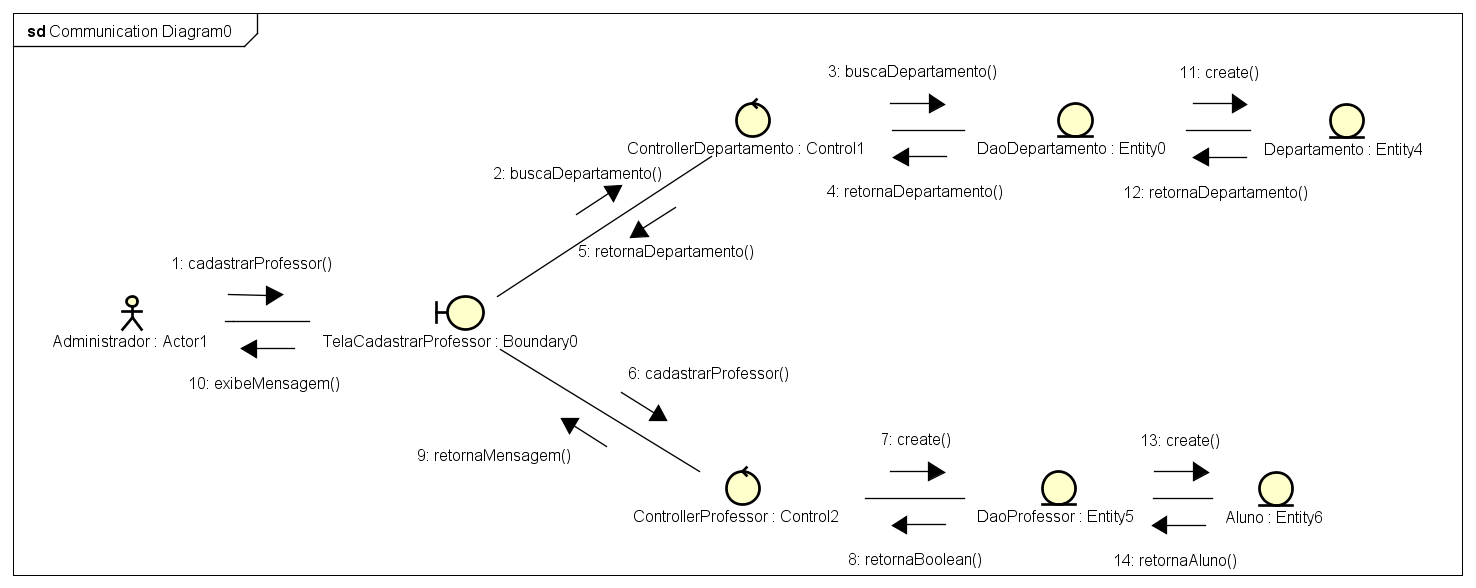 sd Communication Diagram0
3: buscaDepartamento()
11: create()
ControllerDepartamento : Control1
DaoDepartamento : Entity0
Departamento : Entity4
2: buscaDepartamento()
4: retornaDepartamento()
12: retornaDepartamento()
5: retornaDepartamento()
1: cadastrarProfessor()
Administrador : Actor1
TelaCadastrarProfessor : Boundary0
10: exibeMensagem()
6: cadastrarProfessor()
9: retornaMensagem()
7: create()
13: create()
ControllerProfessor : Control2
DaoProfessor : Entity5
Aluno : Entity6
8: retornaBoolean()
14: retornaAluno()